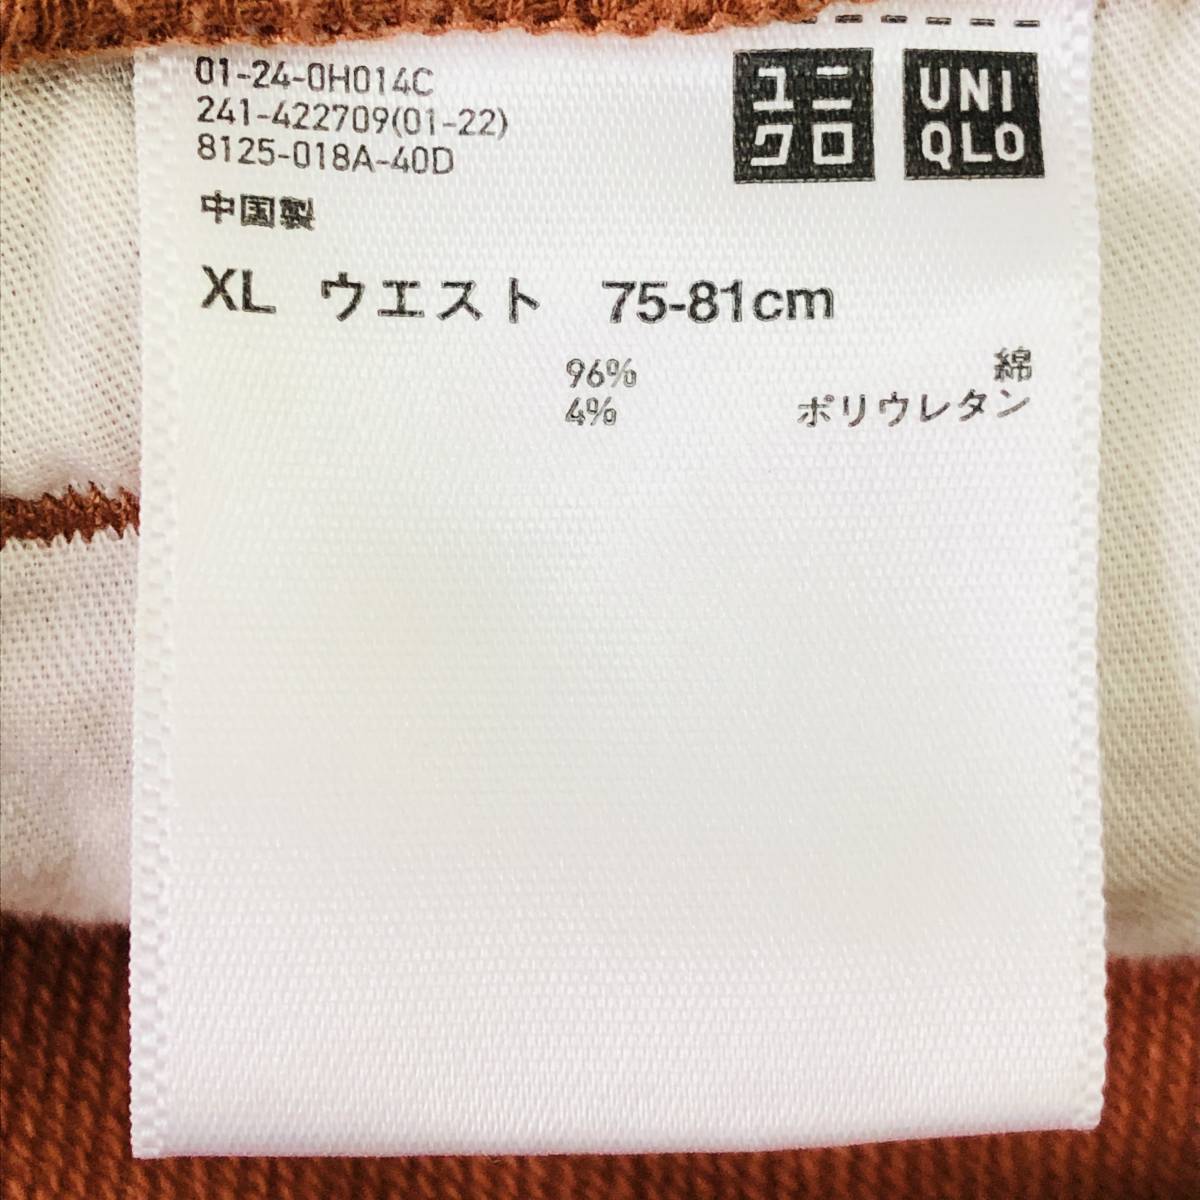 01-24-0H014C
241-422709(01-22)
8125-018A-40D
ユニ
クロ
UNI
QLO
中国製
XL ウエスト 75-81cm
96% 綿
4% ポリウレタン